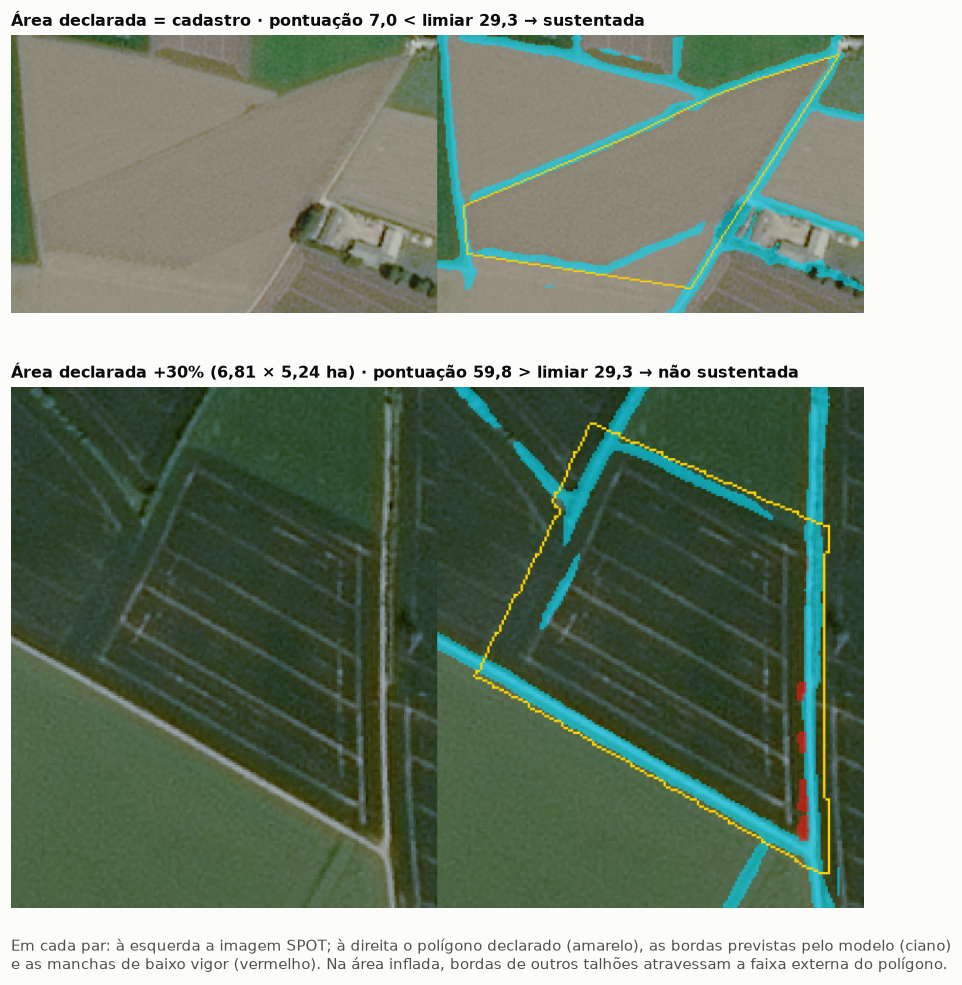 Área declarada = cadastro · pontuação 7,0 < limiar 29,3 → sustentada
Área declarada +30% (6,81 × 5,24 ha) · pontuação 59,8 > limiar 29,3 → não sustentada
Em cada par: à esquerda a imagem SPOT; à direita o polígono declarado (amarelo), as bordas previstas pelo modelo (ciano)
e as manchas de baixo vigor (vermelho). Na área inflada, bordas de outros talhões atravessam a faixa externa do polígono.